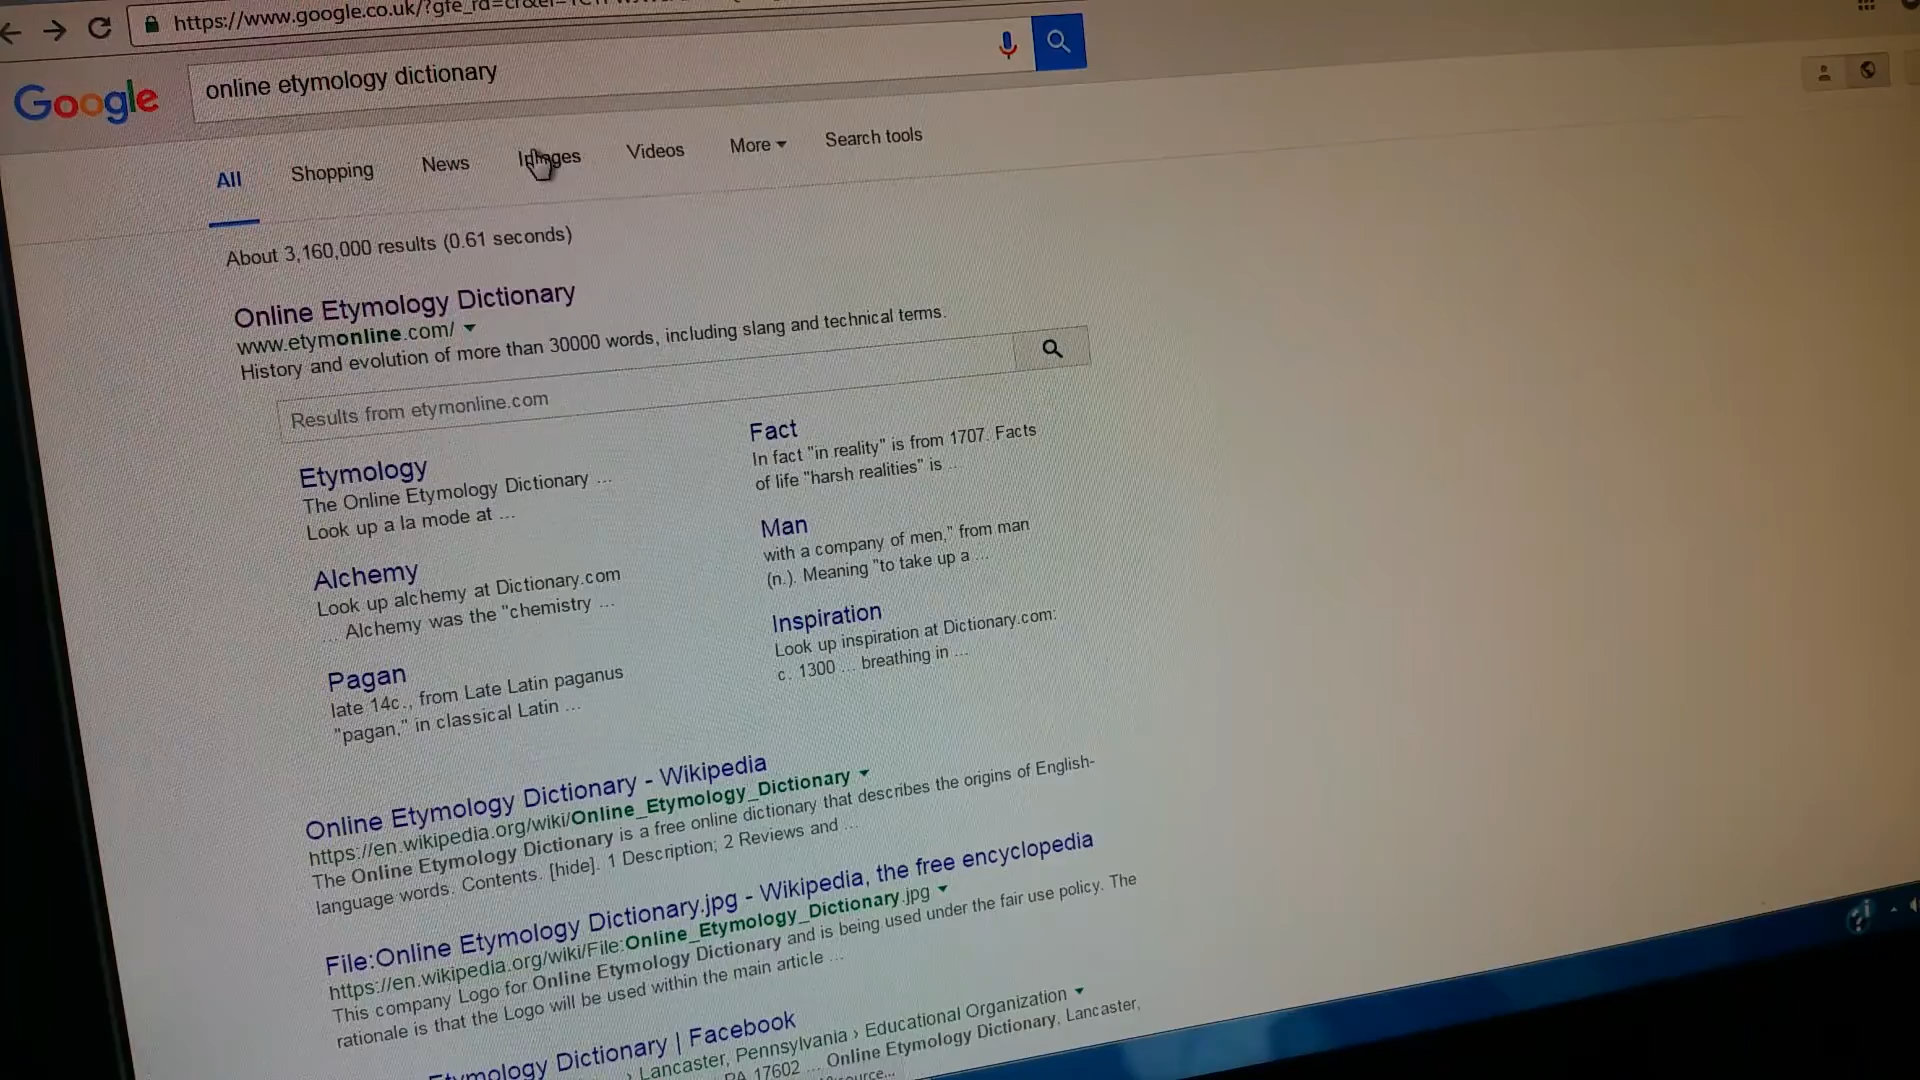 https://www.google.co.uk/?gfe_rd=cr&ei=
Google
online etymology dictionary
All Shopping News Images Videos More Search tools
About 3,160,000 results (0.61 seconds)
Online Etymology Dictionary
www.etymonline.com/
History and evolution of more than 30000 words, including slang and technical terms.
Results from etymonline.com
Etymology
The Online Etymology Dictionary ...
Look up a la mode at ...
Fact
In fact "in reality" is from 1707. Facts
of life "harsh realities" is ...
Alchemy
Look up alchemy at Dictionary.com
... Alchemy was the "chemistry ...
Man
with a company of men," from man
(n.). Meaning "to take up a ...
Pagan
late 14c., from Late Latin paganus
"pagan," in classical Latin ...
Inspiration
Look up inspiration at Dictionary.com:
c. 1300 ... breathing in ...
Online Etymology Dictionary - Wikipedia
https://en.wikipedia.org/wiki/Online_Etymology_Dictionary
The Online Etymology Dictionary is a free online dictionary that describes the origins of English-
language words. Contents. [hide]. 1 Description; 2 Reviews and ...
File:Online Etymology Dictionary.jpg - Wikipedia, the free encyclopedia
https://en.wikipedia.org/wiki/File:Online_Etymology_Dictionary.jpg
This company Logo for Online Etymology Dictionary and is being used under the fair use policy. The
rationale is that the Logo will be used within the main article ...
Etymology Dictionary | Facebook
› Lancaster, Pennsylvania › Educational Organization
PA 17602 ... Online Etymology Dictionary, Lancaster,